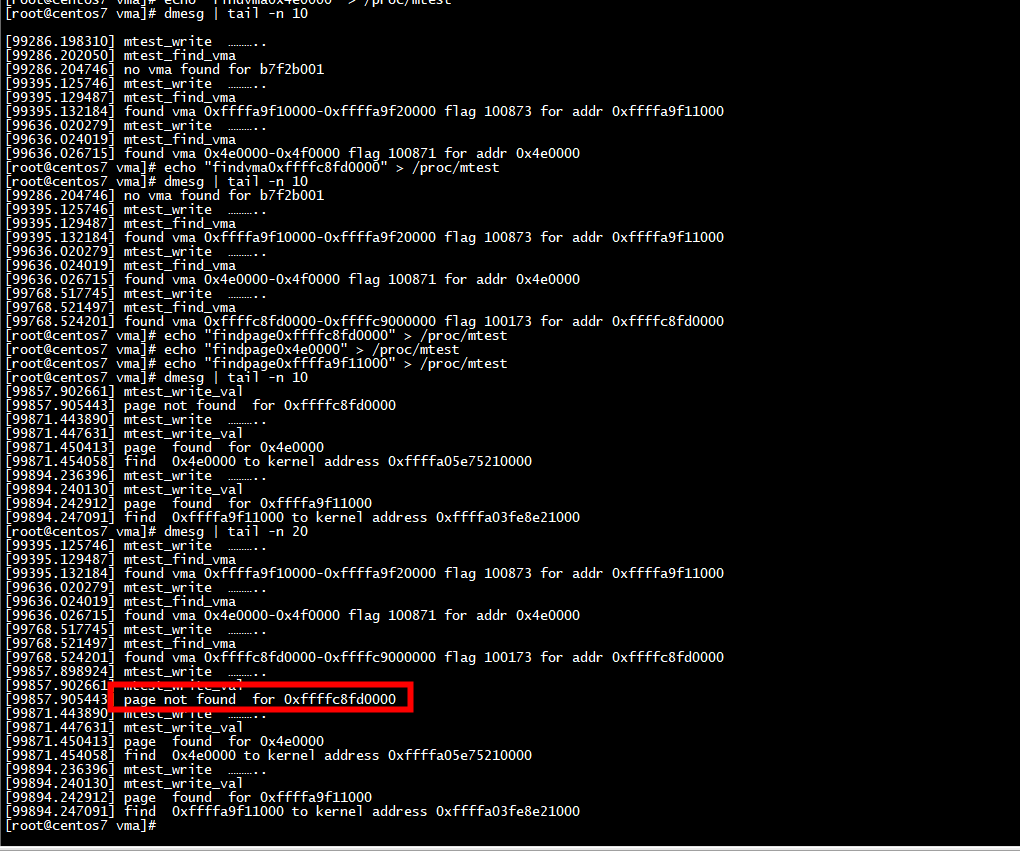 [root@centos7 vma]# echo "findvma0x4e0000" > /proc/mtest
[root@centos7 vma]# dmesg | tail -n 10
[99286.198310] mtest_write  ………..
[99286.202050] mtest_find_vma
[99286.204746] no vma found for b7f2b001
[99395.125746] mtest_write  ………..
[99395.129487] mtest_find_vma
[99395.132184] found vma 0xffffa9f10000-0xffffa9f20000 flag 100873 for addr 0xffffa9f11000
[99636.020279] mtest_write  ………..
[99636.024019] mtest_find_vma
[99636.026715] found vma 0x4e0000-0x4f0000 flag 100871 for addr 0x4e0000
[root@centos7 vma]# echo "findvma0xffffc8fd0000" > /proc/mtest
[root@centos7 vma]# dmesg | tail -n 10
[99286.204746] no vma found for b7f2b001
[99395.125746] mtest_write  ………..
[99395.129487] mtest_find_vma
[99395.132184] found vma 0xffffa9f10000-0xffffa9f20000 flag 100873 for addr 0xffffa9f11000
[99636.020279] mtest_write  ………..
[99636.024019] mtest_find_vma
[99636.026715] found vma 0x4e0000-0x4f0000 flag 100871 for addr 0x4e0000
[99768.517745] mtest_write  ………..
[99768.521497] mtest_find_vma
[99768.524201] found vma 0xffffc8fd0000-0xffffc9000000 flag 100173 for addr 0xffffc8fd0000
[root@centos7 vma]# echo "findpage0xffffc8fd0000" > /proc/mtest
[root@centos7 vma]# echo "findpage0x4e0000" > /proc/mtest
[root@centos7 vma]# echo "findpage0xffffa9f11000" > /proc/mtest
[root@centos7 vma]# dmesg | tail -n 10
[99857.902661] mtest_write_val
[99857.905443] page not found  for 0xffffc8fd0000
[99871.443890] mtest_write  ………..
[99871.447631] mtest_write_val
[99871.450413] page  found  for 0x4e0000
[99871.454058] find  0x4e0000 to kernel address 0xffffa05e75210000
[99894.236396] mtest_write  ………..
[99894.240130] mtest_write_val
[99894.242912] page  found  for 0xffffa9f11000
[99894.247091] find  0xffffa9f11000 to kernel address 0xffffa03fe8e21000
[root@centos7 vma]# dmesg | tail -n 20
[99395.125746] mtest_write  ………..
[99395.129487] mtest_find_vma
[99395.132184] found vma 0xffffa9f10000-0xffffa9f20000 flag 100873 for addr 0xffffa9f11000
[99636.020279] mtest_write  ………..
[99636.024019] mtest_find_vma
[99636.026715] found vma 0x4e0000-0x4f0000 flag 100871 for addr 0x4e0000
[99768.517745] mtest_write  ………..
[99768.521497] mtest_find_vma
[99768.524201] found vma 0xffffc8fd0000-0xffffc9000000 flag 100173 for addr 0xffffc8fd0000
[99857.898924] mtest_write  ………..
[99857.902661] mtest_write_val
[99857.905443] page not found  for 0xffffc8fd0000
[99871.443890] mtest_write  ………..
[99871.447631] mtest_write_val
[99871.450413] page  found  for 0x4e0000
[99871.454058] find  0x4e0000 to kernel address 0xffffa05e75210000
[99894.236396] mtest_write  ………..
[99894.240130] mtest_write_val
[99894.242912] page  found  for 0xffffa9f11000
[99894.247091] find  0xffffa9f11000 to kernel address 0xffffa03fe8e21000
[root@centos7 vma]#